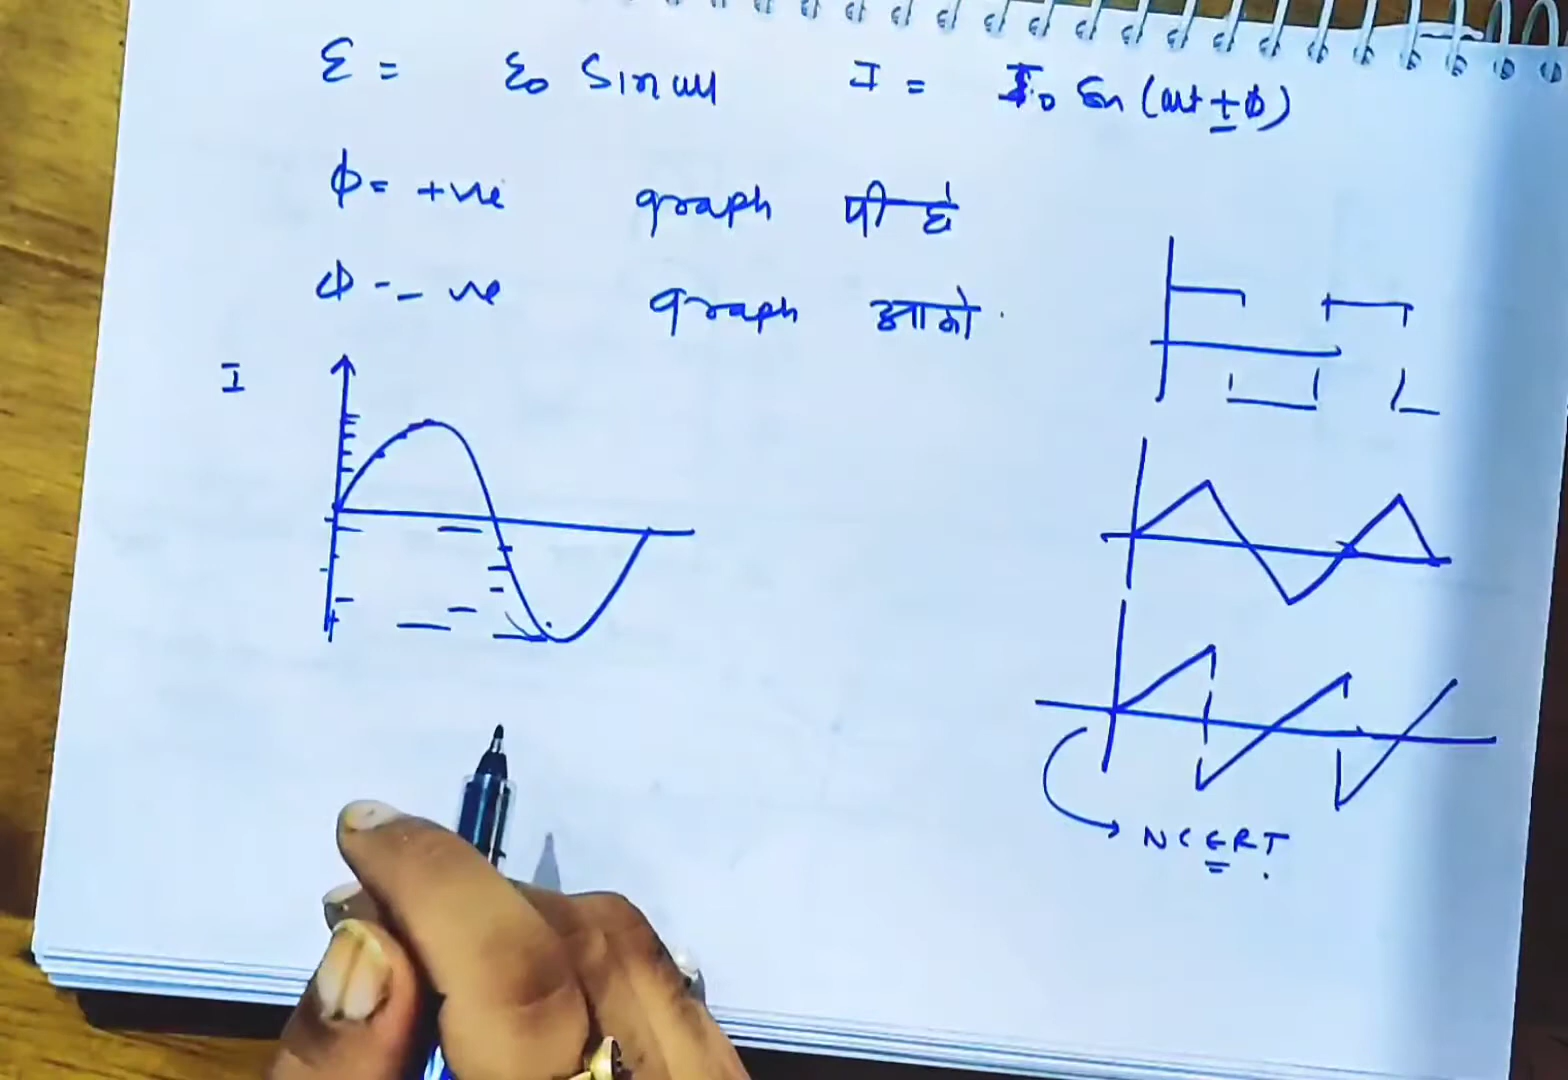 ε = ε₀ Sin ωt I = I₀ Sin (ωt ± ϕ)
ϕ = +ve graph पीछे
ϕ - - ve graph आगे
I
NCERT